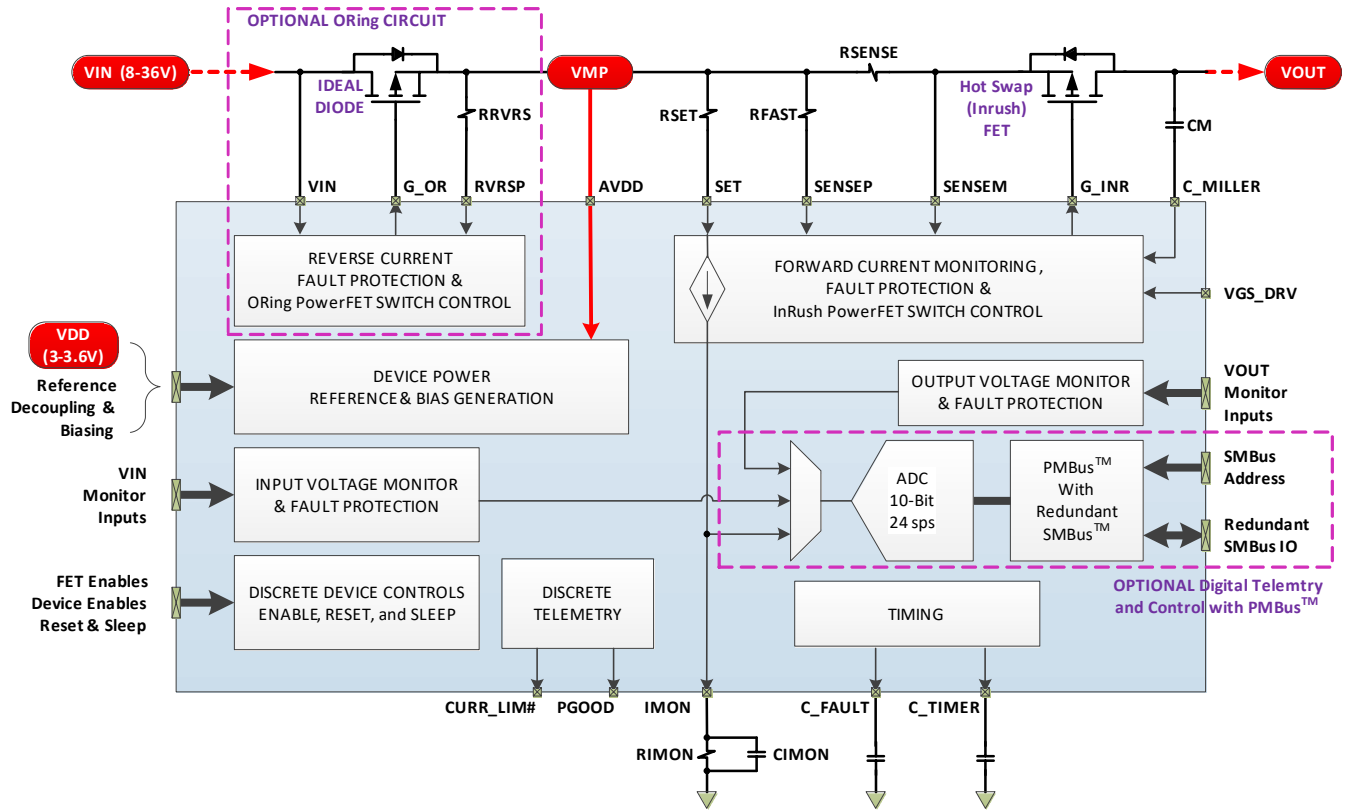 OPTIONAL ORing CIRCUIT
VIN (8-36V)
IDEAL
DIODE
RRVRS
VMP
RSET
RFAST
RSENSE
Hot Swap
(Inrush)
FET
CM
VOUT
VIN
G_OR
RVRSP
AVDD
SET
SENSEP
SENSEM
G_INR
C_MILLER
REVERSE CURRENT
FAULT PROTECTION &
ORing PowerFET SWITCH CONTROL
FORWARD CURRENT MONITORING,
FAULT PROTECTION &
InRush PowerFET SWITCH CONTROL
VGS_DRV
VDD
(3-3.6V)
Reference
Decoupling &
Biasing
DEVICE POWER
REFERENCE & BIAS GENERATION
OUTPUT VOLTAGE MONITOR
& FAULT PROTECTION
VOUT
Monitor
Inputs
VIN
Monitor
Inputs
INPUT VOLTAGE MONITOR
& FAULT PROTECTION
ADC
10-Bit
24 sps
PMBus™
With
Redundant
SMBus™
SMBus
Address
Redundant
SMBus IO
OPTIONAL Digital Telemtry
and Control with PMBus™
FET Enables
Device Enables
Reset & Sleep
DISCRETE DEVICE CONTROLS
ENABLE, RESET, and SLEEP
DISCRETE
TELEMETRY
TIMING
CURR_LIM#
PGOOD
IMON
C_FAULT
C_TIMER
RIMON
CIMON